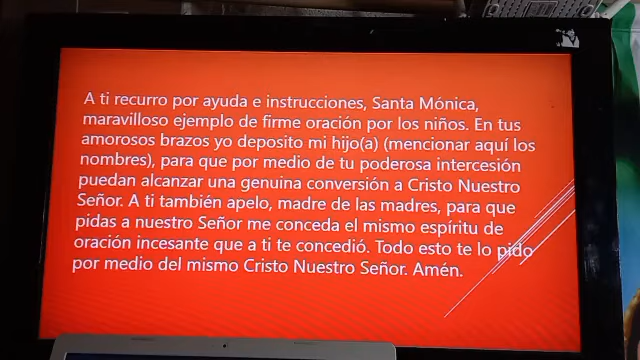 A ti recurro por ayuda e instrucciones, Santa Mónica,
maravilloso ejemplo de firme oración por los niños. En tus
amorosos brazos yo deposito mi hijo(a) (mencionar aquí los
nombres), para que por medio de tu poderosa intercesión
puedan alcanzar una genuina conversión a Cristo Nuestro
Señor. A ti también apelo, madre de las madres, para que
pidas a nuestro Señor me conceda el mismo espíritu de
oración incesante que a ti te concedió. Todo esto te lo pido
por medio del mismo Cristo Nuestro Señor. Amén.